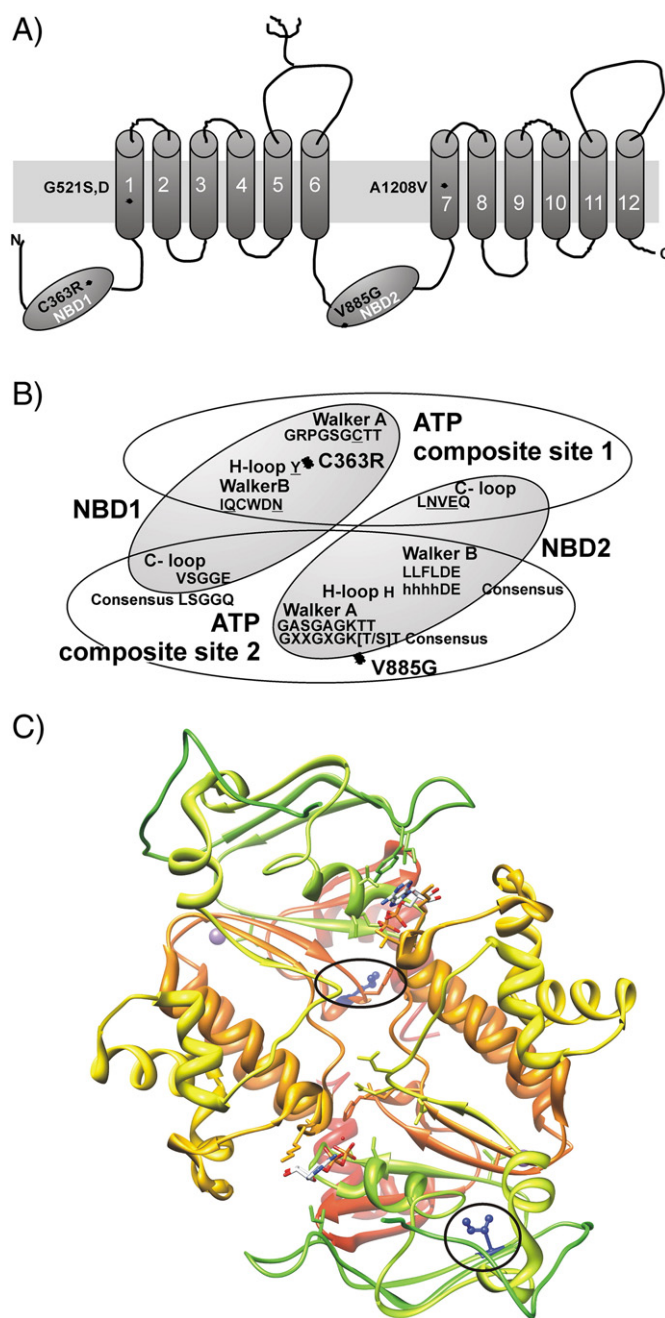 A)
G521S,D
1
2
3
4
5
6
A1208V
7
8
9
10
11
12
N
C
C363R
NBD1
V885G
NBD2
B)
Walker A
GRPGSGCTT
ATP
composite site 1
H-loop Y
C363R
WalkerB
IQCWDN
C- loop
LNVEQ
NBD1
NBD2
C- loop
VSGGE
Consensus LSGGQ
Walker B
LLFLDE
hhhhDE Consensus
H-loop H
ATP
composite site 2
Walker A
GASGAGKTT
GXXGXGK[T/S]T Consensus
V885G
C)